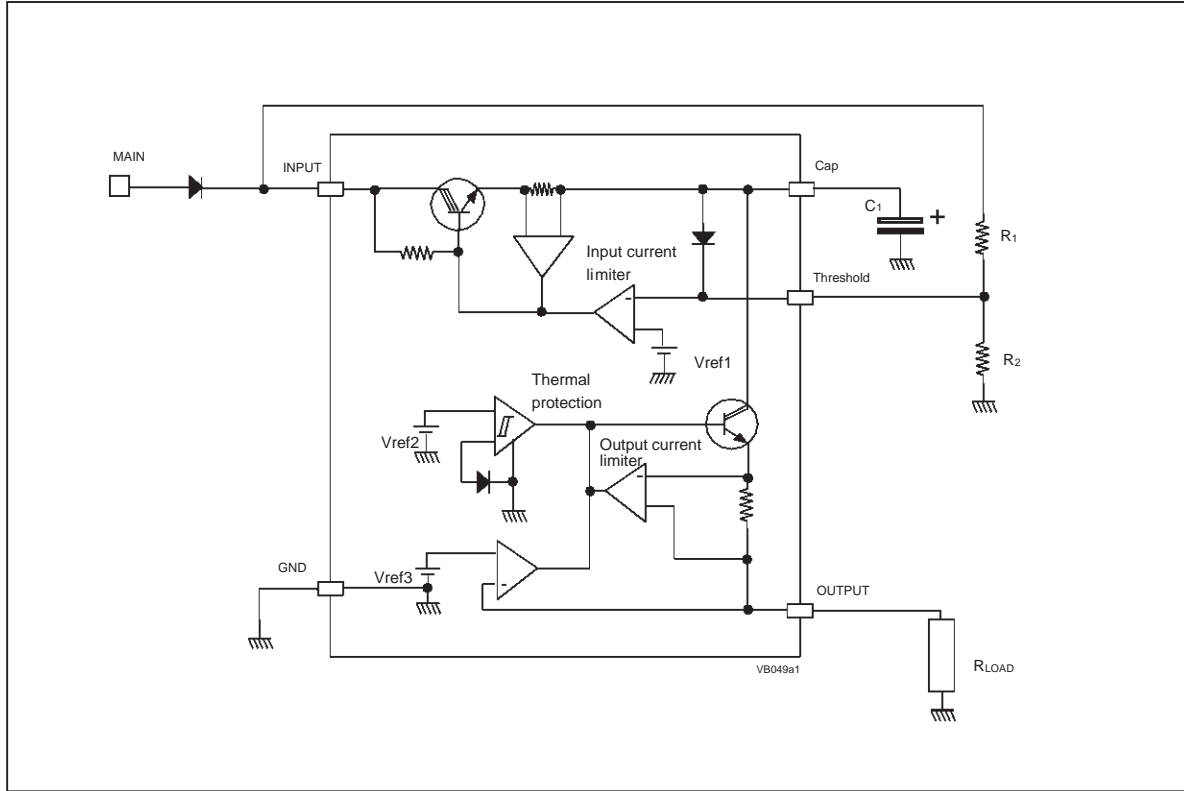 MAIN
INPUT
Cap
C1
+
R1
Input current
limiter
-
Threshold
Vref1
R2
Thermal
protection
Vref2
Output current
limiter
-
GND
Vref3
-
OUTPUT
VB049a1
RLOAD